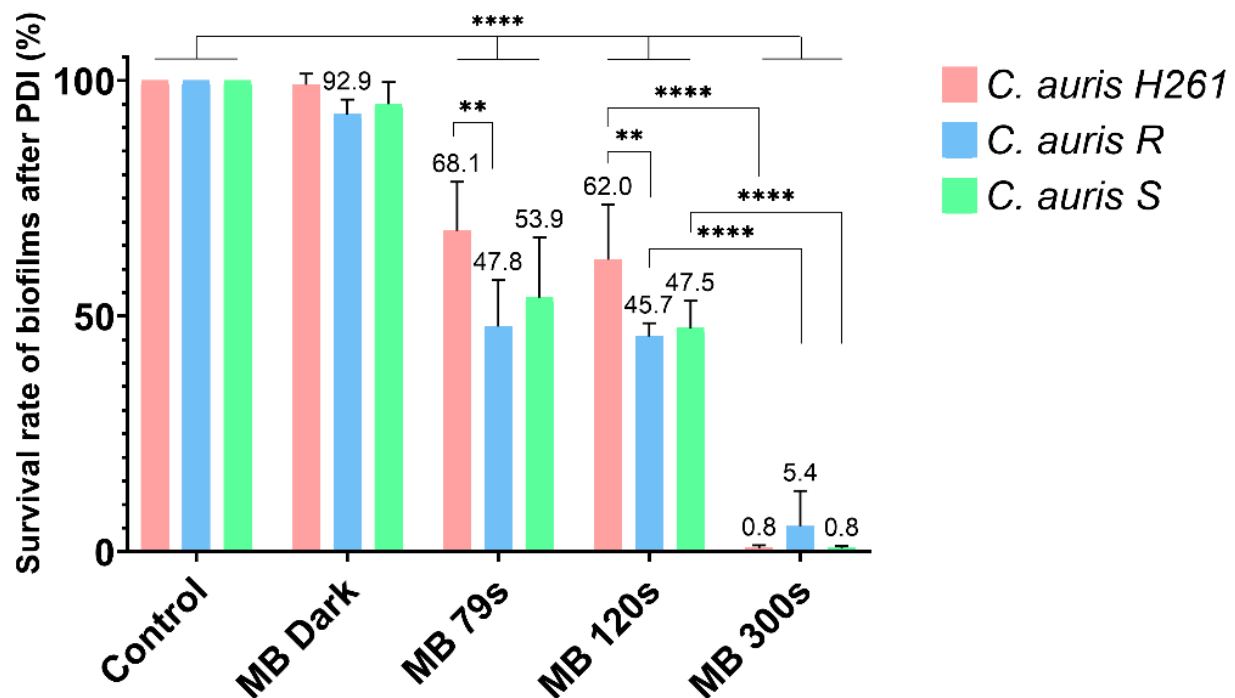 Survival rate of biofilms after PDI (%)
100
50
0
****
92.9
**
68.1
47.8
53.9
****
**
62.0
****
****
45.7
47.5
0.8
5.4
0.8
Control
MB Dark
MB 79s
MB 120s
MB 300s
C. auris H261
C. auris R
C. auris S